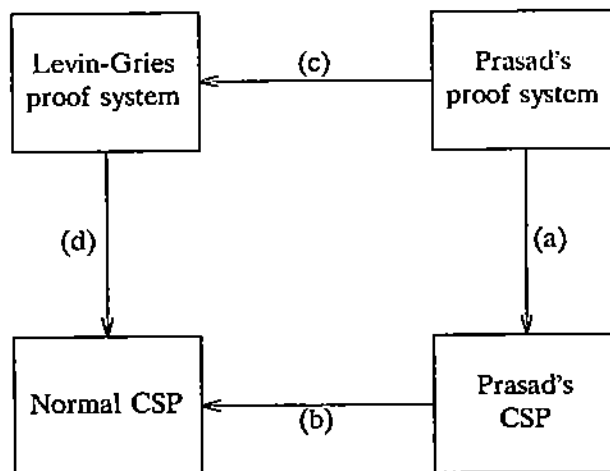 Levin-Gries
proof system
(c)
Prasad's
proof system
(d)
(a)
Normal CSP
(b)
Prasad's
CSP